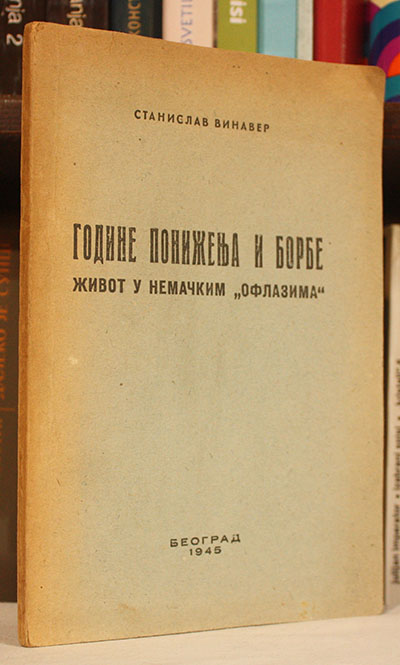 СТАНИСЛАВ ВИНАВЕР
ГОДИНЕ ПОНИЖЕЊА И БОРБЕ
ЖИВОТ У НЕМАЧКИМ „ОФЛАЗИМА“
БЕОГРАД
1945